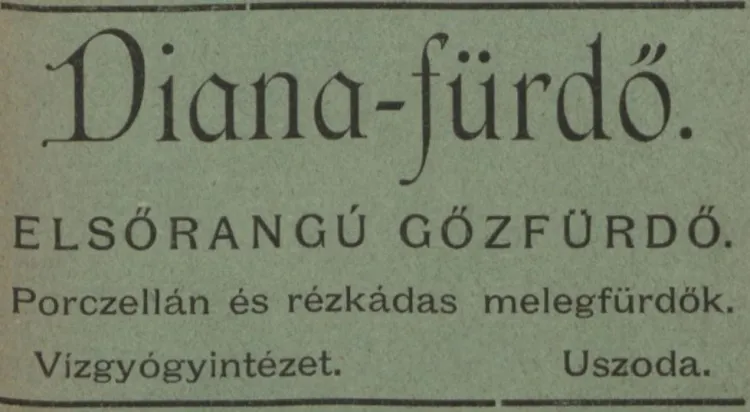 Diana-fürdő.
ELSŐRANGÚ GŐZFÜRDŐ.
Porczellán és rézkádas melegfürdők.
Vízgyógyintézet. Uszoda.